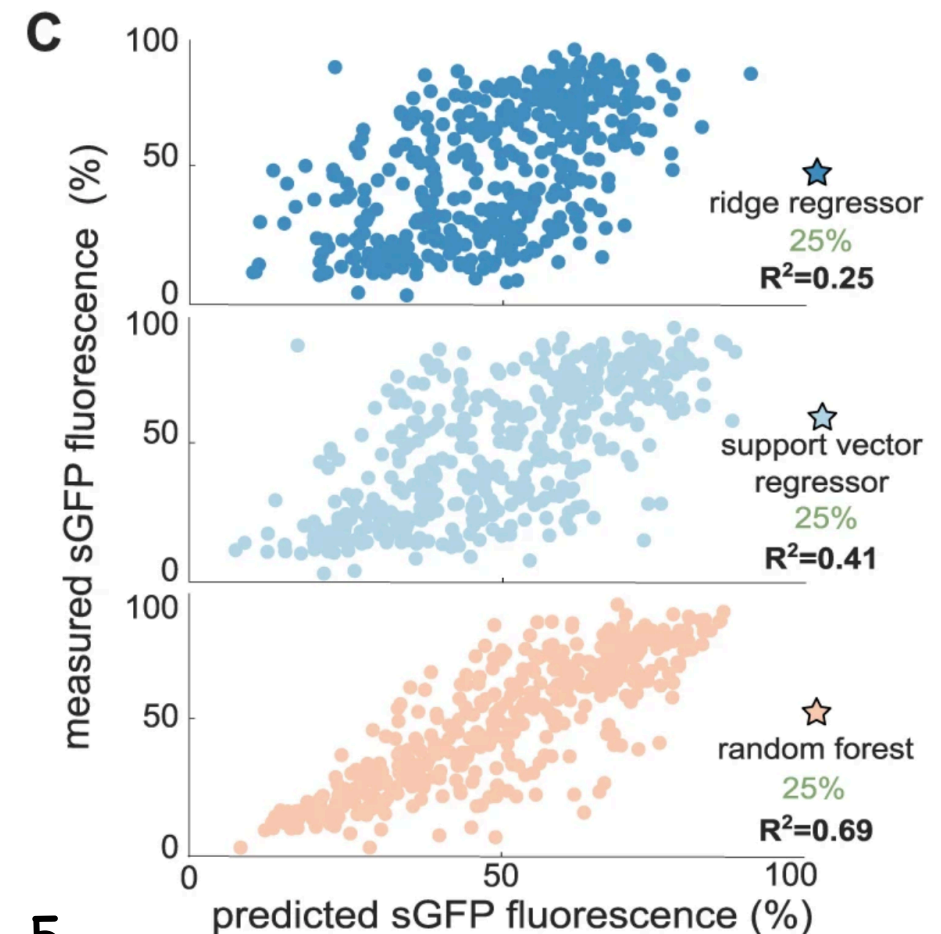 C
measured sGFP fluorescence (%)
100
50
0
ridge regressor
25%
R²=0.25
100
50
0
support vector
regressor
25%
R²=0.41
100
50
0
random forest
25%
R²=0.69
0 50 100
predicted sGFP fluorescence (%)